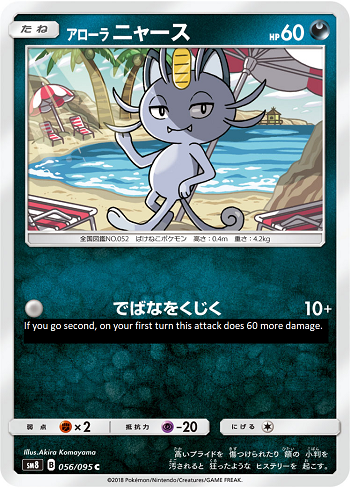 たね アローラ ニャース HP 60
全国図鑑NO.052 ばけねこポケモン 高さ：0.4m 重さ：4.2kg
でばなをくじく 10+
If you go second, on your first turn this attack does 60 more damage.
弱点 ×2 抵抗力 -20 にげる
Illus.Akira Komayama
sm8 B 056/095 C
高いプライドを 傷つけられたり 額の 小判を
汚されると 狂ったような ヒステリーを 起こす。
©2018 Pokémon/Nintendo/Creatures/GAME FREAK.